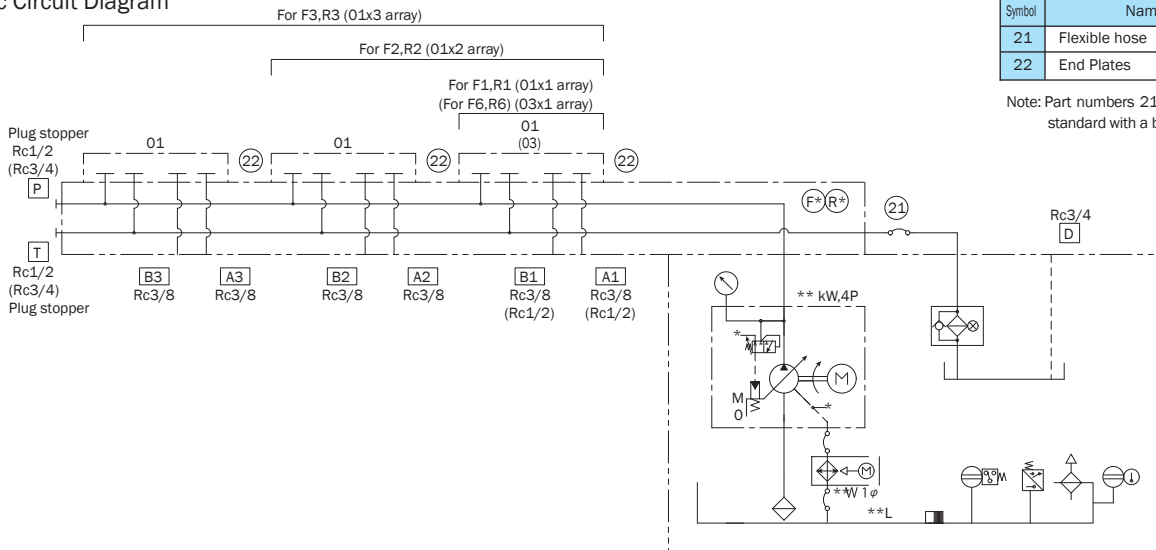 c Circuit Diagram
For F3,R3 (01x3 array)
For F2,R2 (01x2 array)
For F1,R1 (01x1 array)
(For F6,R6) (03x1 array)
Symbol Nam
21 Flexible hose
22 End Plates
Note: Part numbers 21
standard with a b
Plug stopper
Rc1/2
(Rc3/4)
01 22 01 22 01
(03)
22
P
F* R* 21
Rc3/4
D
T
Rc1/2
(Rc3/4)
Plug stopper
B3 A3 B2 A2 B1 A1
Rc3/8 Rc3/8 Rc3/8 Rc3/8 Rc3/8 Rc3/8
(Rc1/2) (Rc1/2)
** kW,4P
*
M
M
O
*
M
**W 1φ
**L